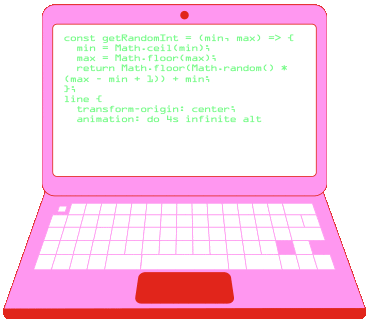 const getRandomInt = (min, max) => {
min = Math.ceil(min);
max = Math.floor(max);
return Math.floor(Math.random() *
(max - min + 1)) + min;
};
line {
transform-origin: center;
animation: do 4s infinite alt